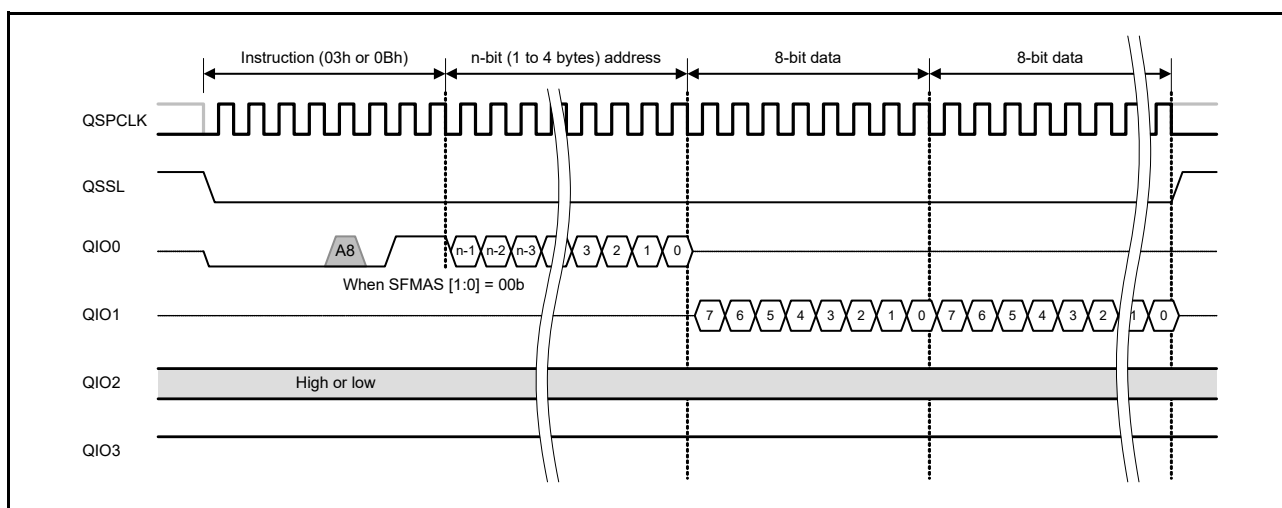 Instruction (03h or 0Bh) n-bit (1 to 4 bytes) address 8-bit data 8-bit data
QSPCLK
QSSL
QIO0 A8 n-1 n-2 n-3 3 2 1 0
When SFMAS [1:0] = 00b
QIO1 7 6 5 4 3 2 1 0 7 6 5 4 3 2 1 0
QIO2 High or low
QIO3